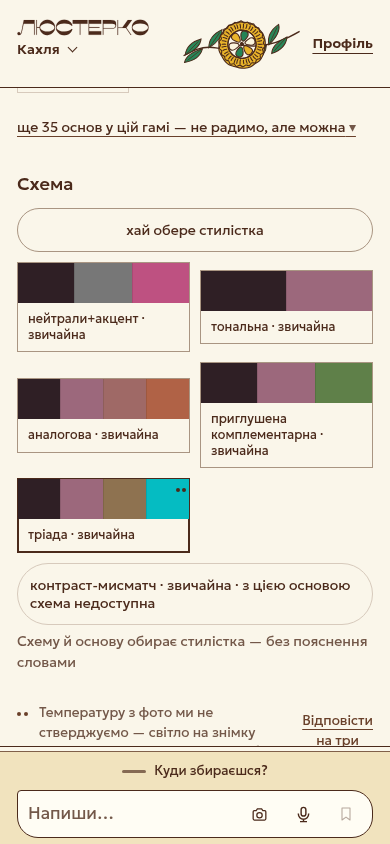 ЛЮСТЕРКО
Кахля
Профіль
ще 35 основ у цій гамі — не радимо, але можна ▾
Схема
хай обере стилістка
нейтрали+акцент ·
звичайна
тональна · звичайна
аналогова · звичайна
приглушена
комплементарна ·
звичайна
тріада · звичайна
контраст-мисматч · звичайна · з цією основою
схема недоступна
Схему й основу обирає стилістка — без пояснення
словами
Температуру з фото ми не
стверджуємо — світло на знімку
Відповісти
на три
Куди збираєшся?
Напиши...